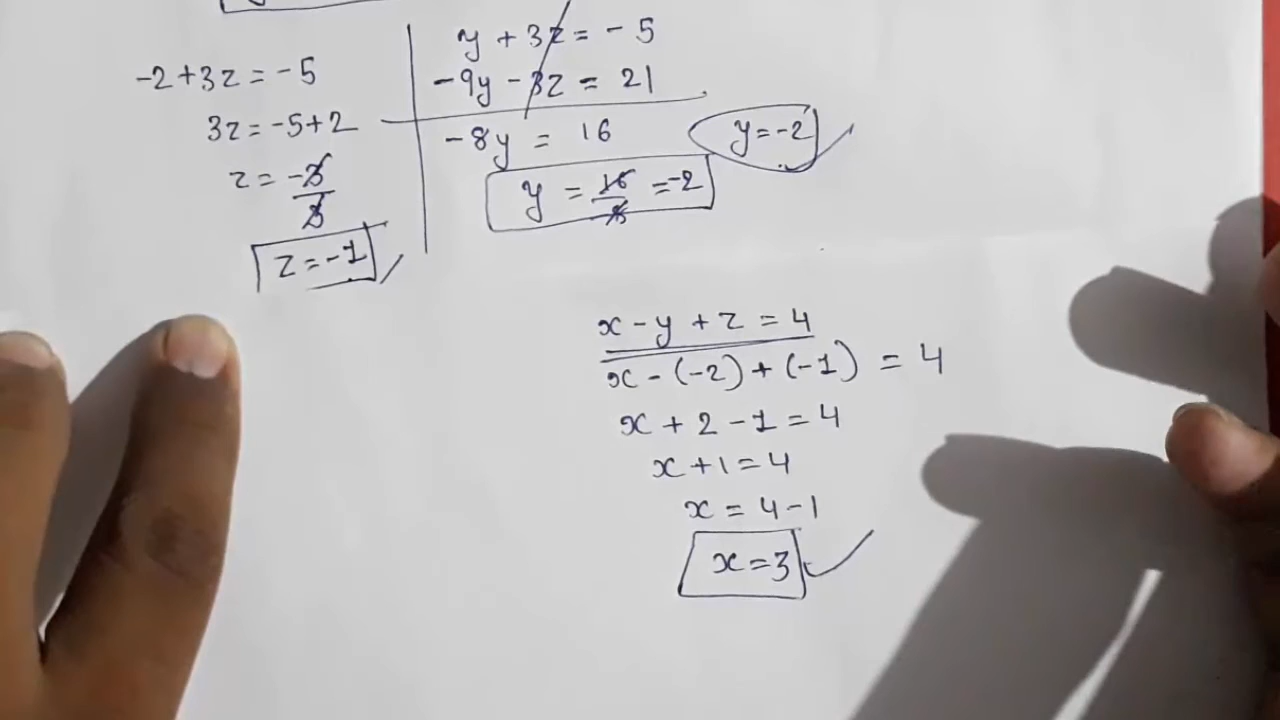 -2+3z=-5
3z=-5+2
z=-3/3
z=-1
y+3z=-5
-9y-3z=21
-8y=16
y=16/8=-2
y=-2
x-y+z=4
x-(-2)+(-1)=4
x+2-1=4
x+1=4
x=4-1
x=3